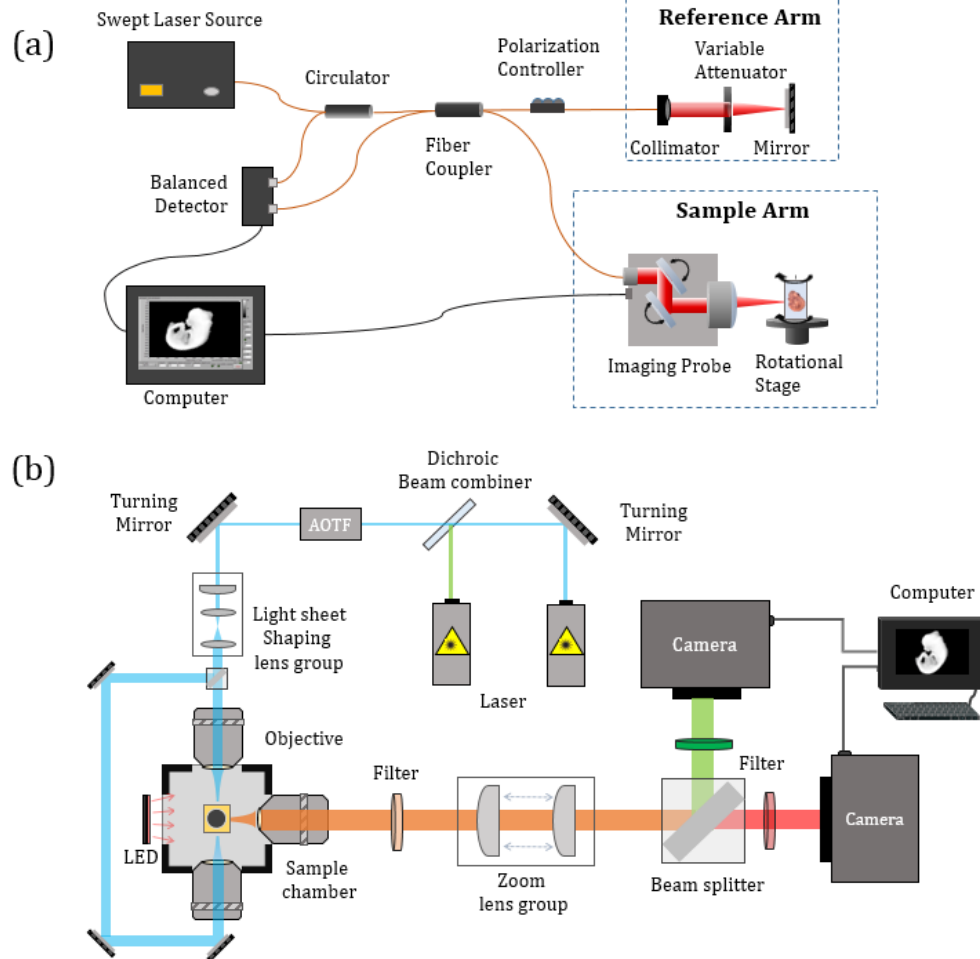 (a)
Swept Laser Source
Circulator
Polarization
Controller
Fiber
Coupler
Balanced
Detector
Computer
Reference Arm
Variable
Attenuator
Collimator
Mirror
Sample Arm
Imaging Probe
Rotational
Stage
(b)
Turning
Mirror
AOTF
Dichroic
Beam combiner
Turning
Mirror
Light sheet
Shaping
lens group
Laser
Camera
Computer
Objective
Filter
Filter
Camera
LED
Sample
chamber
Zoom
lens group
Beam splitter